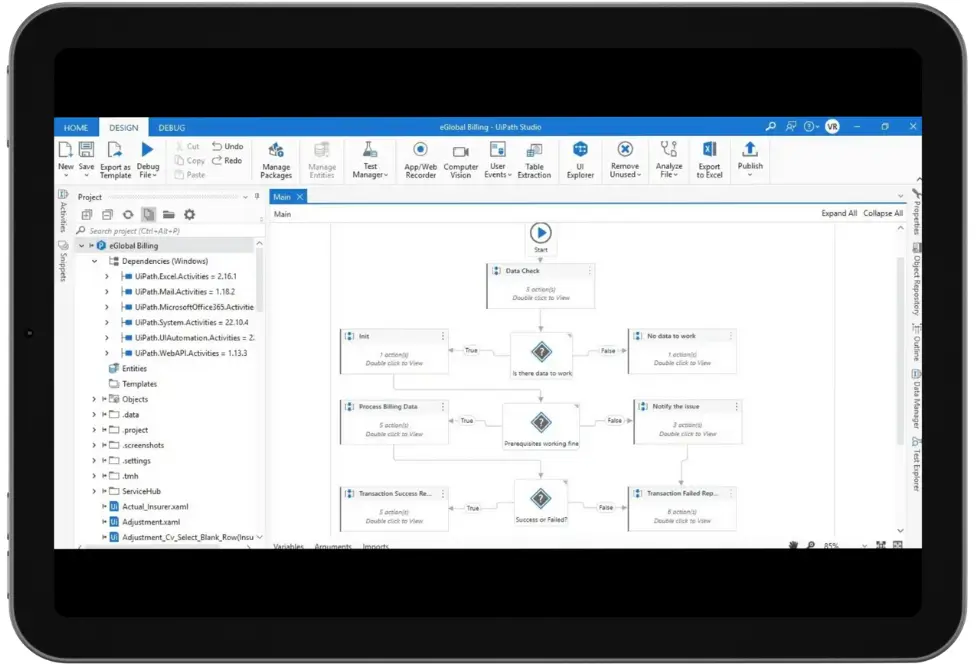 HOME DESIGN DEBUG
eGlobal Billing - UiPath Studio
VR
New
Save
Export as Template
Debug File
Cut
Copy
Paste
Undo
Redo
Manage Packages
Manage Entities
Test Manager
App/Web Recorder
Computer Vision
User Events
Table Extraction
UI Explorer
Remove Unused
Analyze File
Export to Excel
Publish
Activities
Snippets
Project
Search project (Ctrl+Alt+P)
eGlobal Billing
Dependencies (Windows)
UiPath.Excel.Activities = 2.16.1
UiPath.Mail.Activities = 1.18.2
UiPath.MicrosoftOffice365.Activitie
UiPath.System.Activities = 22.10.4
UiPath.UIAutomation.Activities = 2.
UiPath.WebAPI.Activities = 1.13.3
Entities
Templates
Objects
.data
.project
.screenshots
.settings
.tmh
ServiceHub
Actual_Insurer.xaml
Adjustment.xaml
Adjustment_Cv_Select_Blank_Row(Insu
Main
Main
Expand All Collapse All
Start
Data Check
Double click to View
Init
1 action(s)
Double click to View
True
Is there data to work
False
No data to work
1 action(s)
Double click to View
Process Billing Data
5 action(s)
Double click to View
True
Prerequisites working fine
False
Notify the issue
Double click to View
Transaction Success Re...
5 action(s)
Double click to View
True
Success or Failed?
False
Transaction Failed Rep...
6 action(s)
Double click to View
Variables Arguments Imports
85%
Properties
Object Repository
Outline
Data Manager
Test Explorer